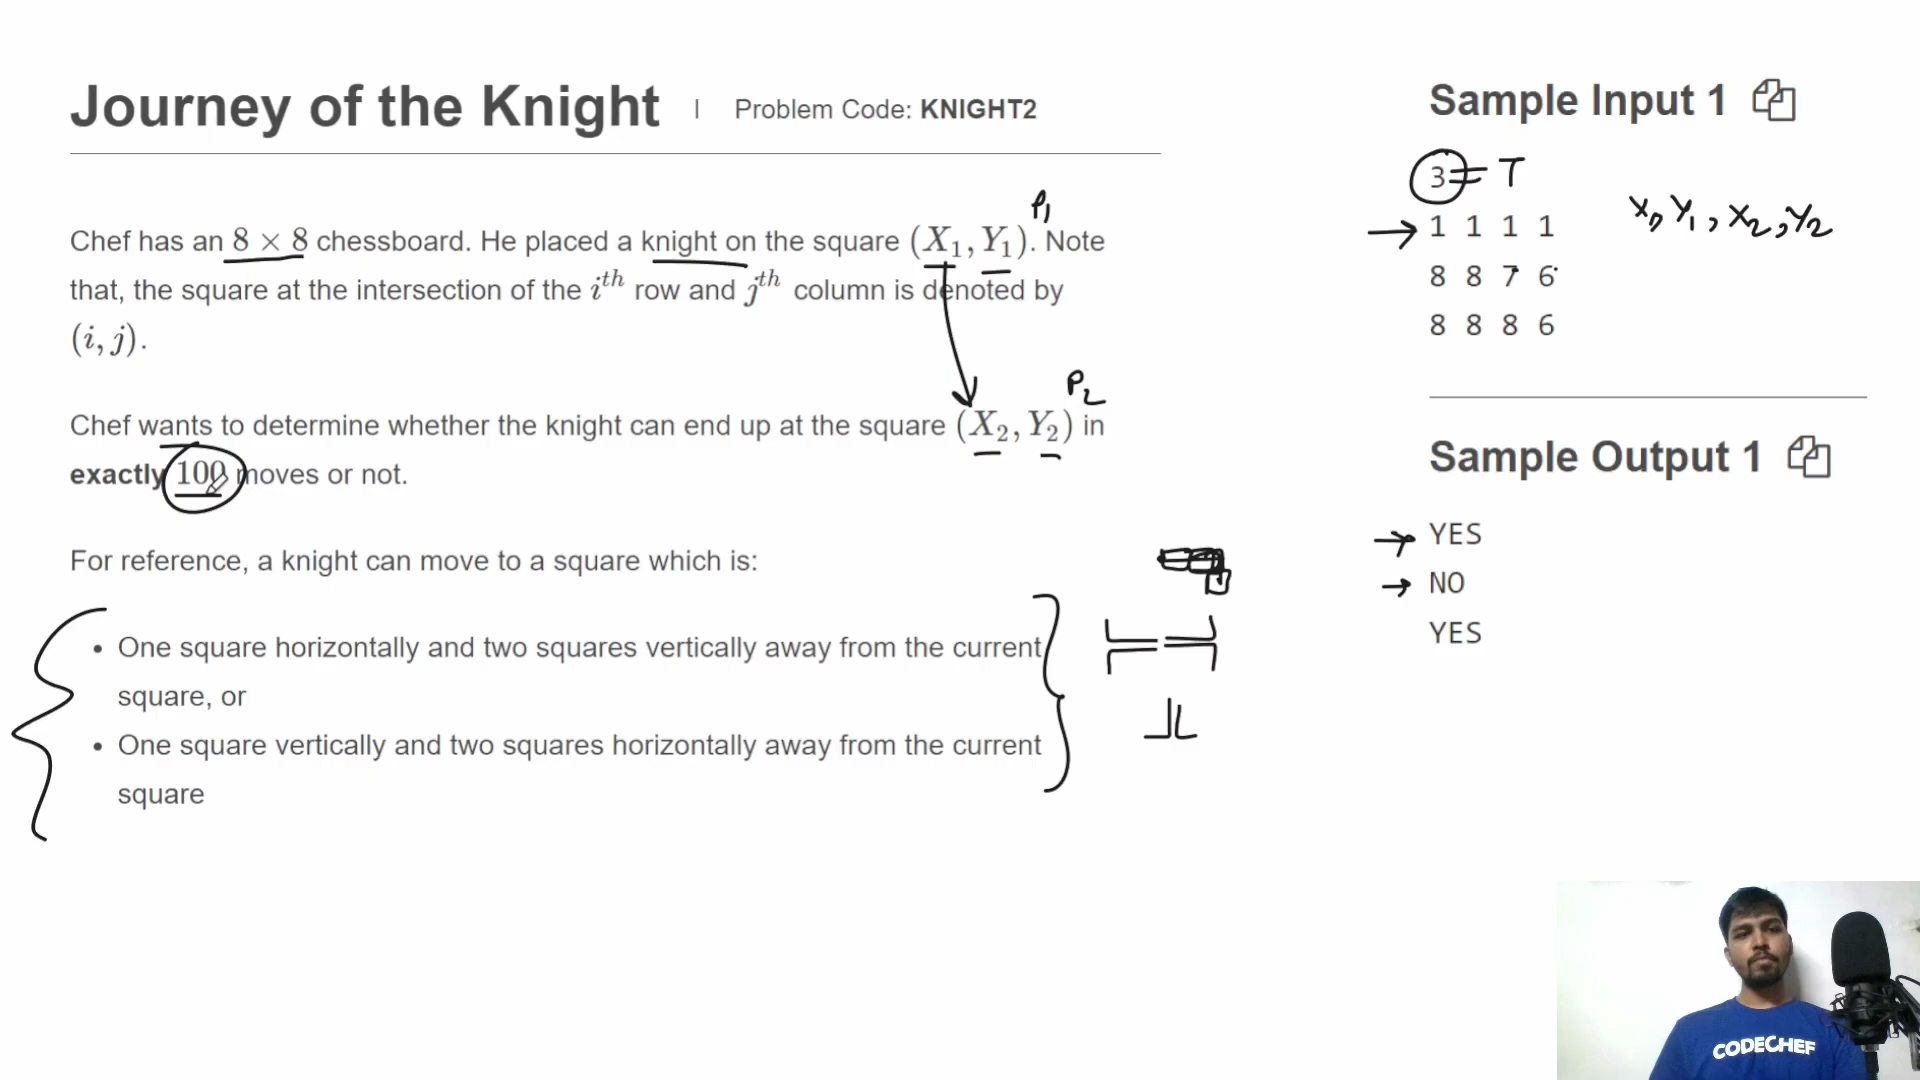 Journey of the Knight | Problem Code: KNIGHT2
P1
Chef has an 8 × 8 chessboard. He placed a knight on the square (X1, Y1). Note
that, the square at the intersection of the ith row and jth column is denoted by
(i, j).
P2
Chef wants to determine whether the knight can end up at the square (X2, Y2) in
exactly 100 moves or not.
For reference, a knight can move to a square which is:
• One square horizontally and two squares vertically away from the current
square, or
• One square vertically and two squares horizontally away from the current
square
Sample Input 1
3 = T
1 1 1 1
X1, Y1, X2, Y2
8 8 7 6
8 8 8 6
Sample Output 1
YES
NO
YES
CODECHEF